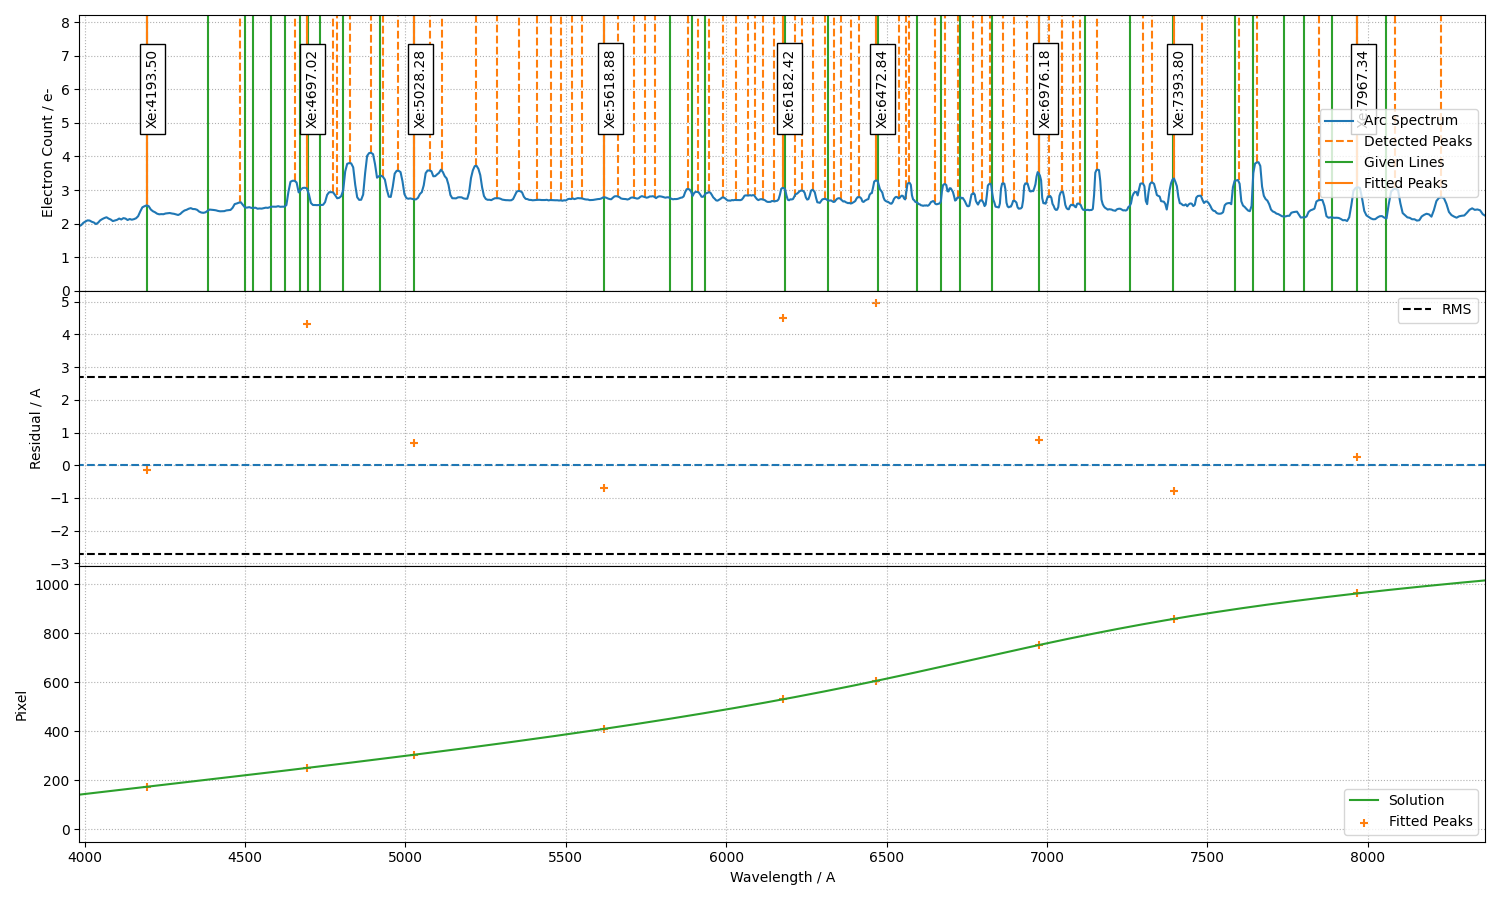 8
7
6
5
4
3
2
1
0
Electron Count / e-
Xe:4193.50
Xe:4697.02
Xe:5028.28
Xe:5618.88
Xe:6182.42
Xe:6472.84
Xe:6976.18
Xe:7393.80
Xe:7967.34
Arc Spectrum
Detected Peaks
Given Lines
Fitted Peaks
5
4
3
2
1
0
−1
−2
−3
Residual / A
RMS
1000
800
600
400
200
0
Pixel
Solution
Fitted Peaks
4000 4500 5000 5500 6000 6500 7000 7500 8000
Wavelength / A